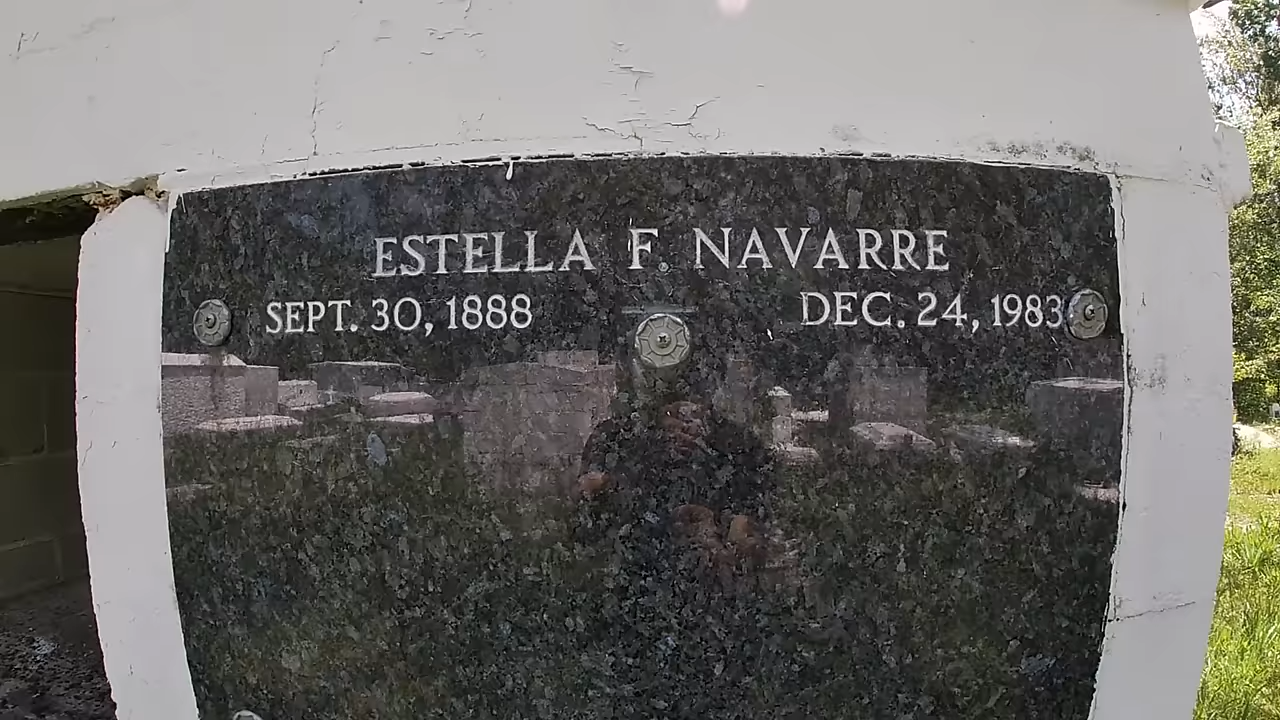 ESTELLA F. NAVARRE
SEPT. 30, 1888 DEC. 24, 1983